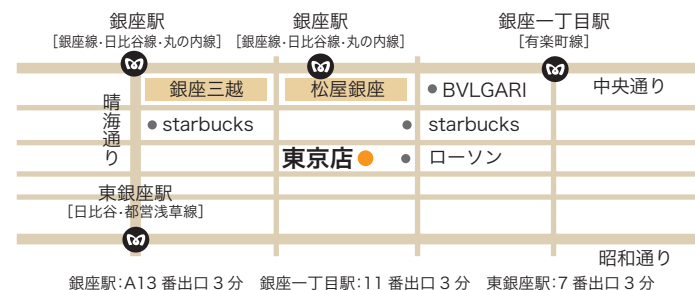 銀座駅
[銀座線・日比谷線・丸の内線]
銀座駅
[銀座線・日比谷線・丸の内線]
銀座一丁目駅
[有楽町線]
中央通り
銀座三越
松屋銀座
BVLGARI
晴海通り
starbucks
starbucks
東京店
ローソン
東銀座駅
[日比谷・都営浅草線]
昭和通り
銀座駅:A13番出口3分 銀座一丁目駅:11番出口3分 東銀座駅:7番出口3分